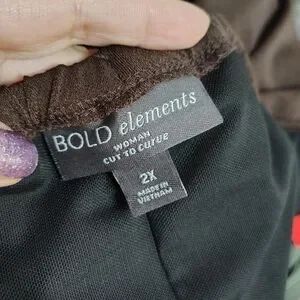 BOLD elements
WOMAN
CUT TO Curve
2X
MADE IN
VIETNAM